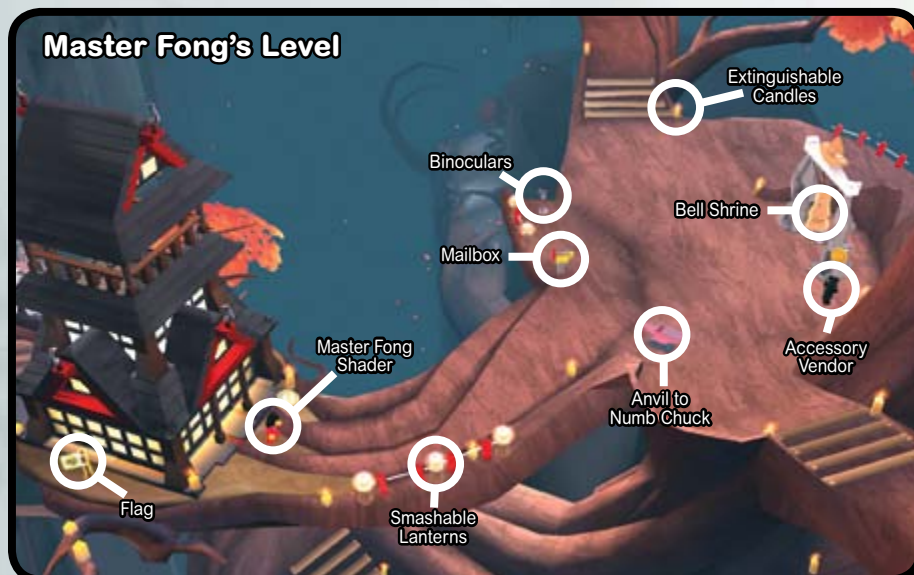 Master Fong's Level
Extinguishable
Candles
Binoculars
Bell Shrine
Mailbox
Master Fong
Shader
Accessory
Vendor
Anvil to
Numb Chuck
Flag
Smashable
Lanterns